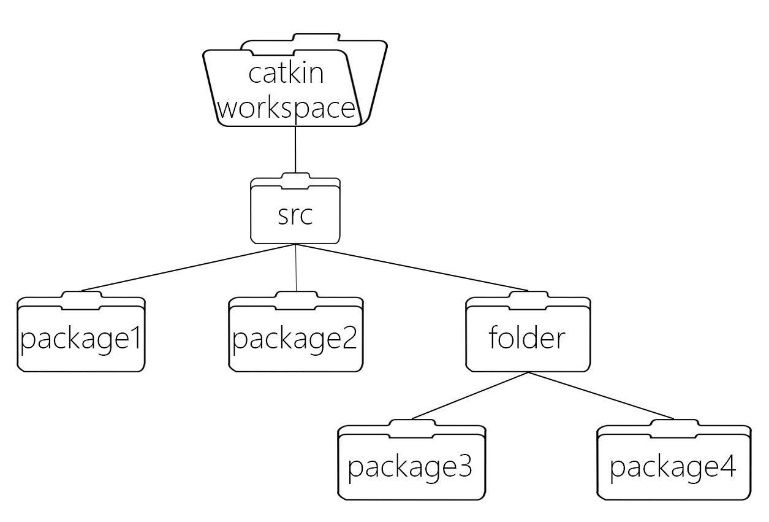 catkin
workspace
src
package1
package2
folder
package3
package4